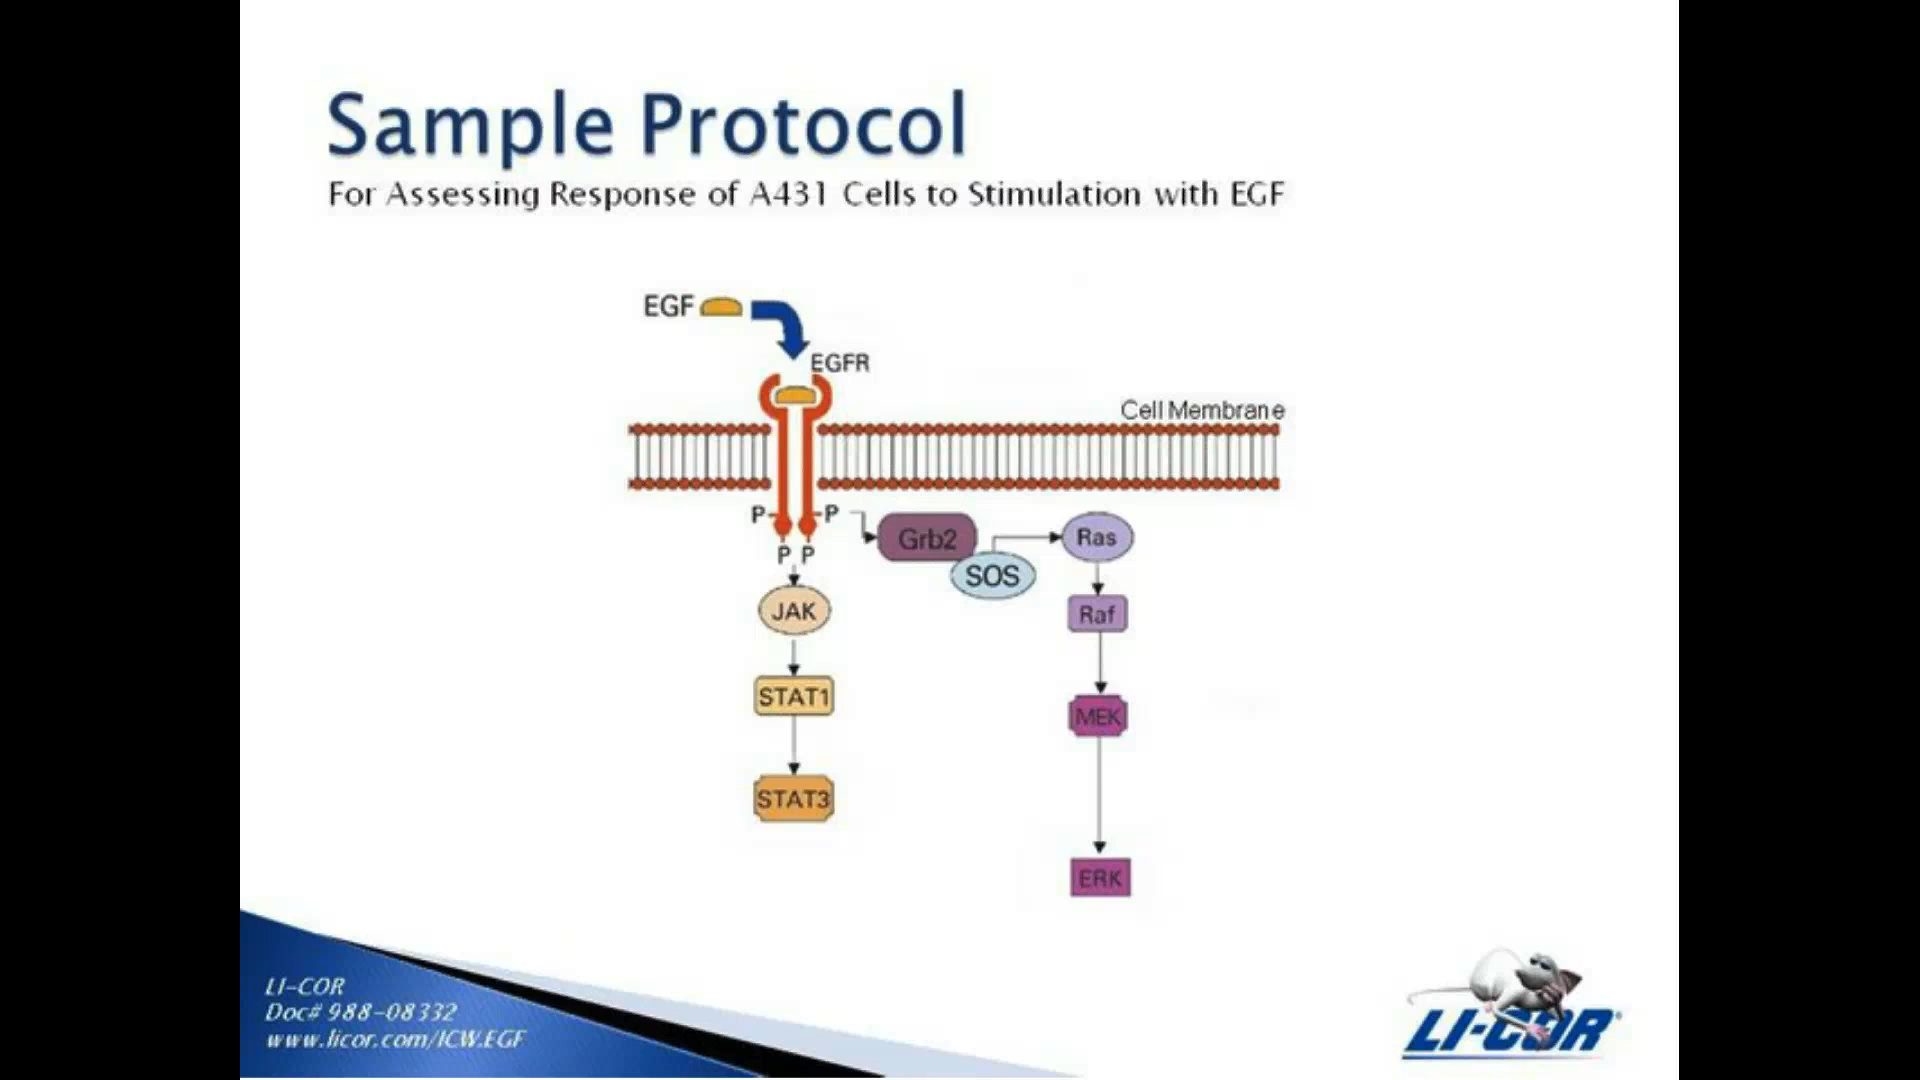 Sample Protocol
For Assessing Response of A431 Cells to Stimulation with EGF
EGF
EGFR
Cell Membrane
P P
P P
Grb2
SOS
Ras
JAK
Raf
STAT1
MEK
STAT3
ERK
LI-COR
Doc# 988-08332
www.licor.com/ICW.EGF
LI-COR®